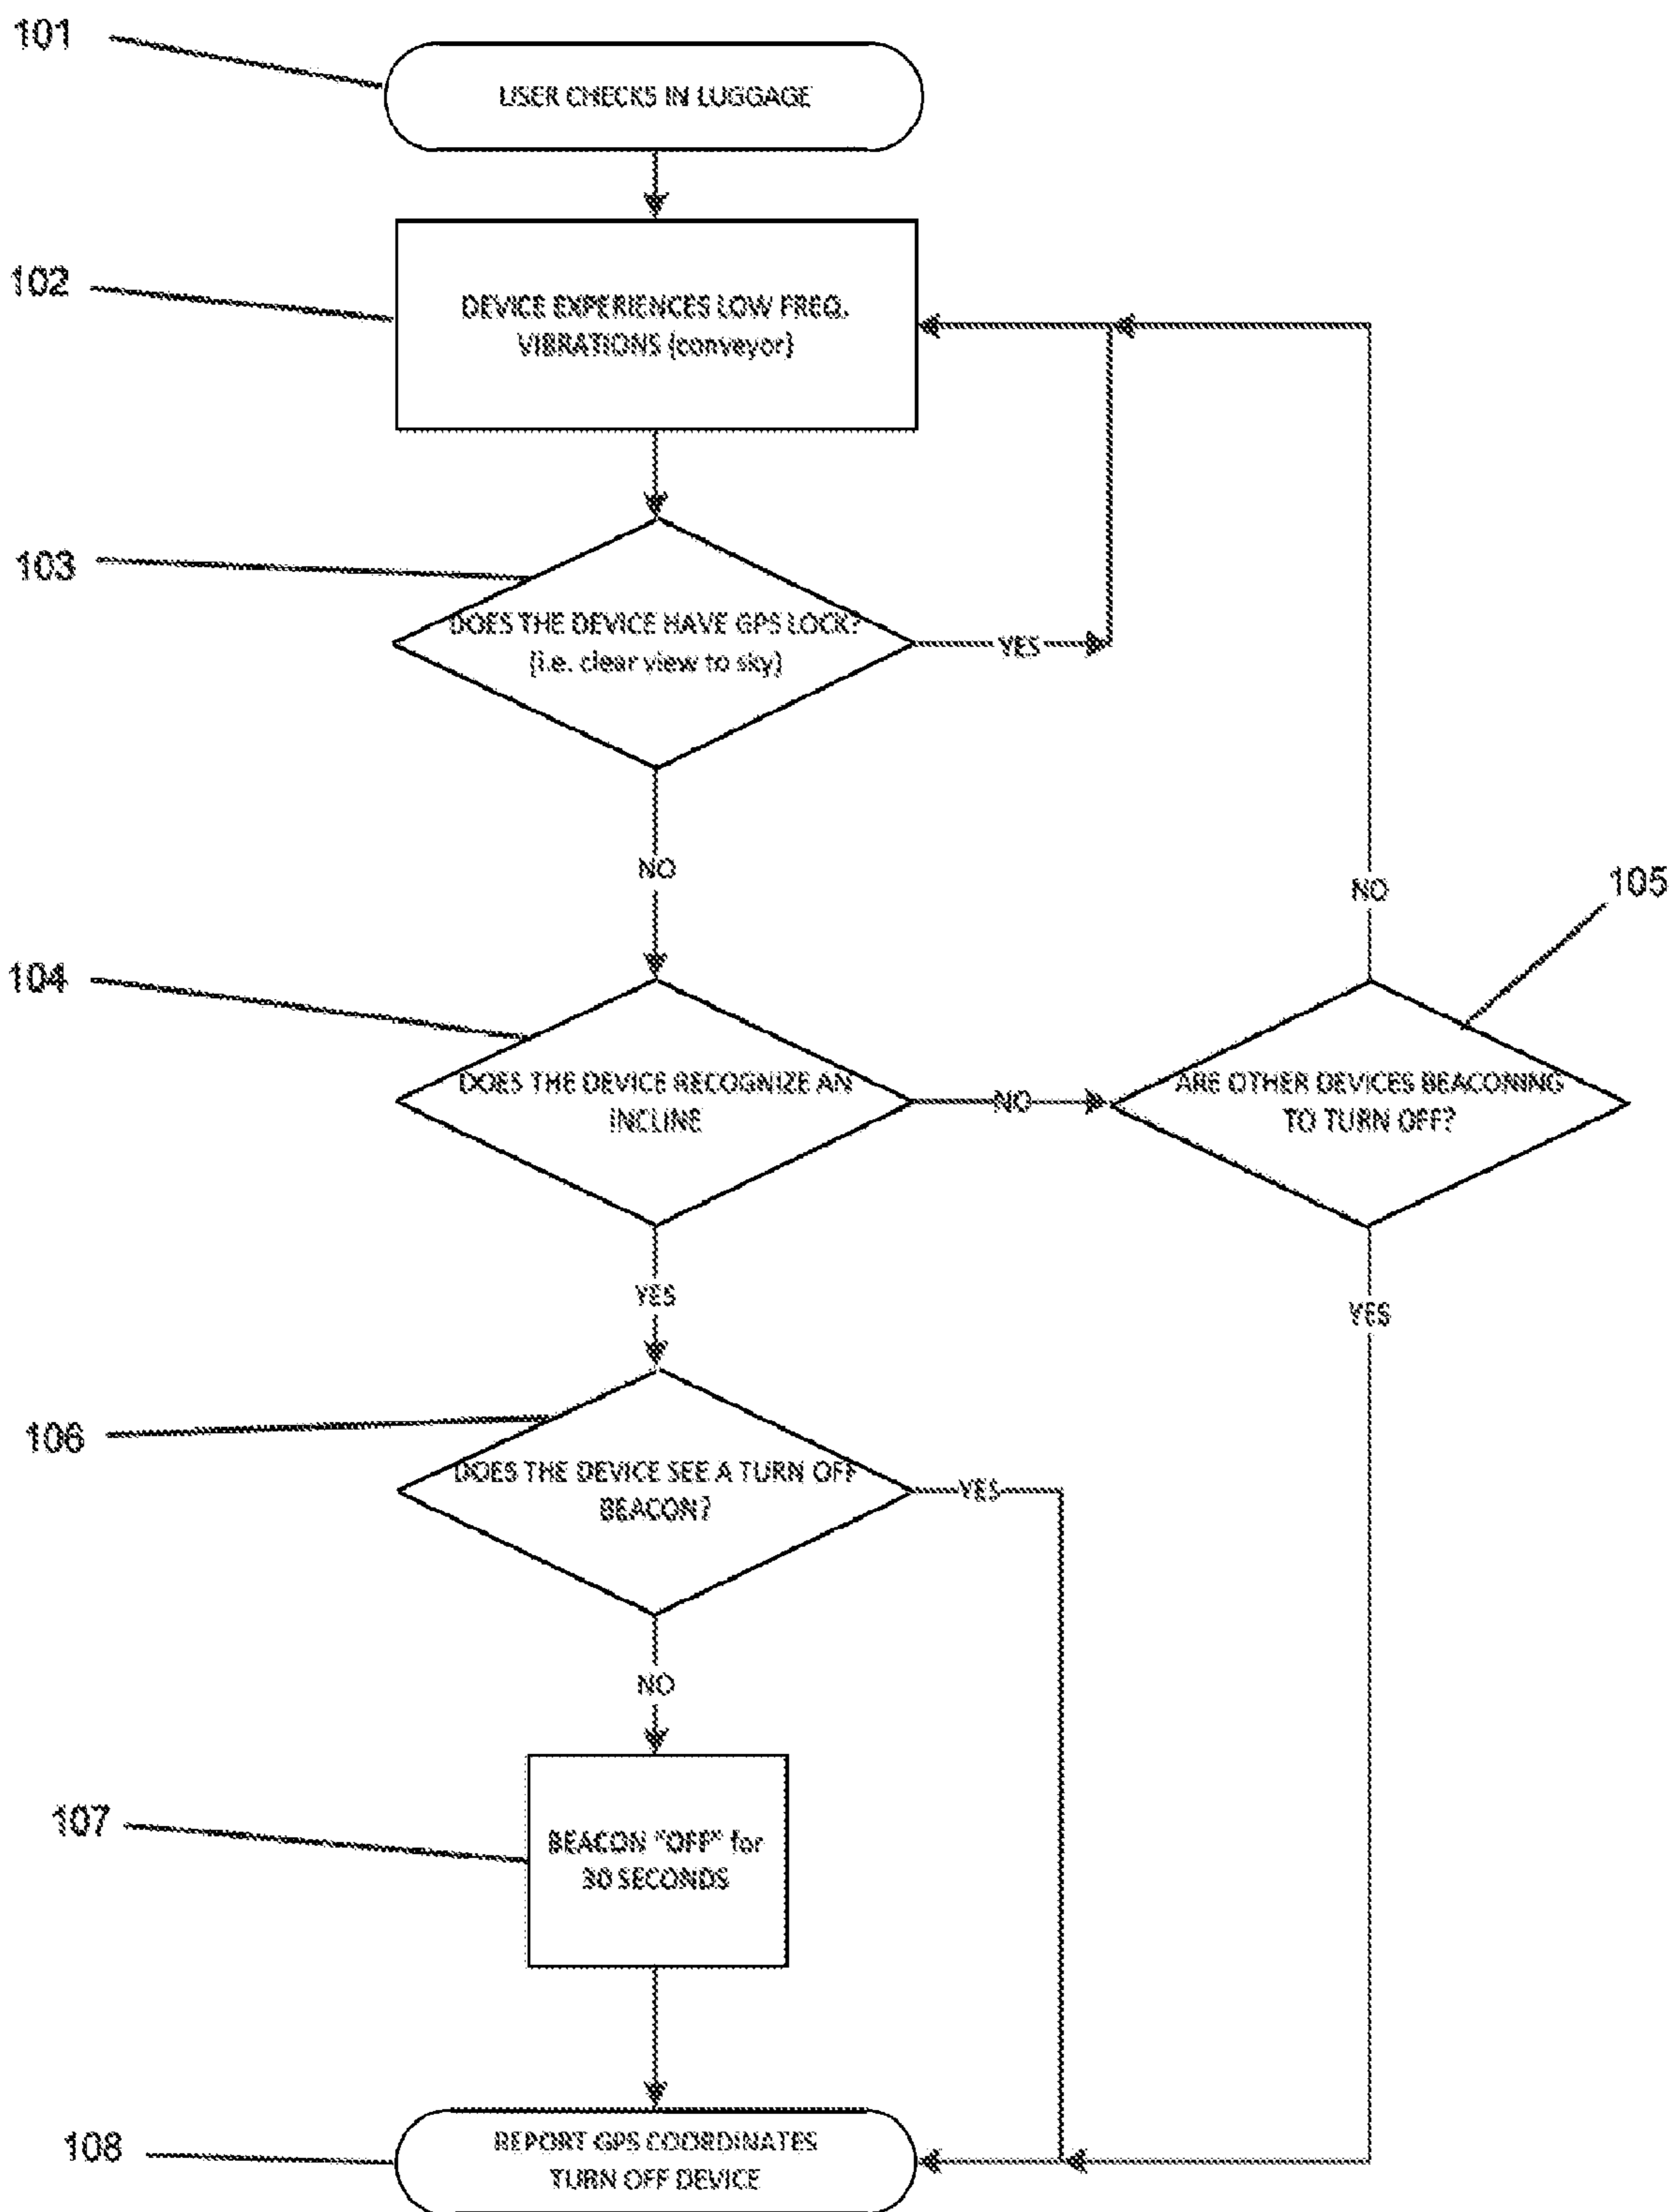 101
USER CHECKS IN LUGGAGE
102
DEVICE EXPERIENCES LOW FREQ.
VIBRATIONS (conveyor)
103
DOES THE DEVICE HAVE GPS LOCK?
(i.e. clear view to sky)
YES
NO
NO
105
104
DOES THE DEVICE RECOGNIZE AN
INCLINE
NO
ARE OTHER DEVICES BEACONING
TO TURN OFF?
YES
YES
106
DOES THE DEVICE SEE A TURN OFF
BEACON?
YES
NO
107
BEACON "OFF" for
30 SECONDS
108
REPORT GPS COORDINATES
TURN OFF DEVICE